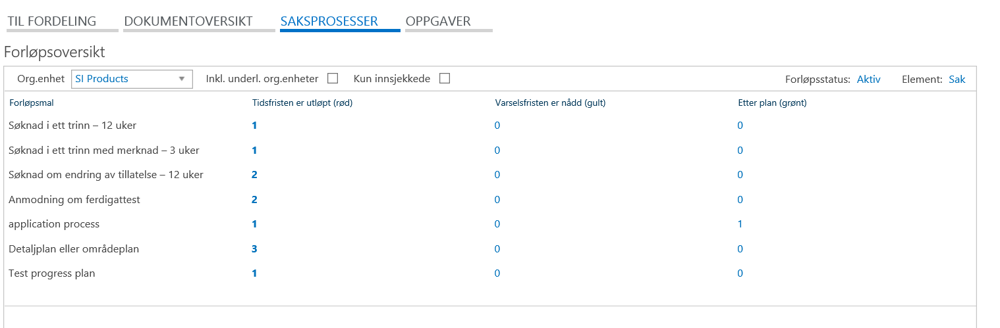 TIL FORDELING DOKUMENTOVERSIKT SAKSPROSESSER OPPGAVER
Forløpsoversikt
Org.enhet SI Products Inkl. underl. org.enheter Kun innsjekkede Forløpsstatus: Aktiv Element: Sak
Forløpsmal Tidsfristen er utløpt (rød) Varselsfristen er nådd (gult) Etter plan (grønt)
Søknad i ett trinn – 12 uker 1 0 0
Søknad i ett trinn med merknad – 3 uker 1 0 0
Søknad om endring av tillatelse – 12 uker 2 0 0
Anmodning om ferdigattest 2 0 0
application process 1 0 1
Detaljplan eller områdeplan 3 0 0
Test progress plan 1 0 0